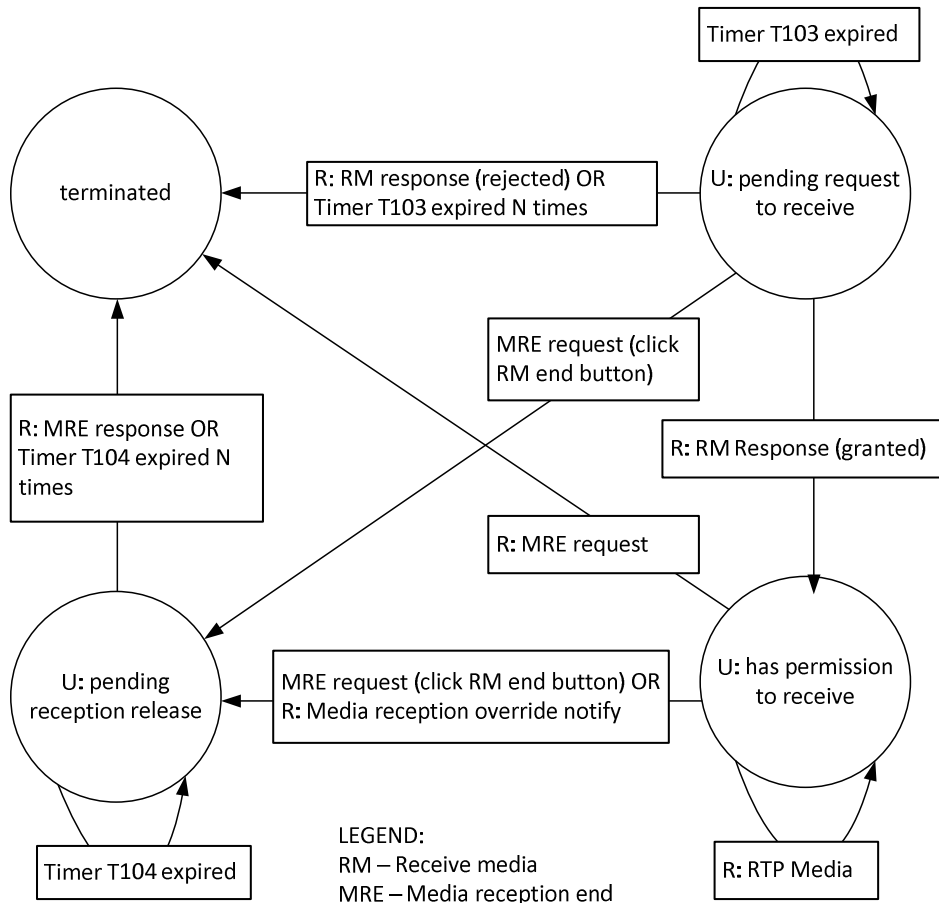 Timer T103 expired
terminated
R: RM response (rejected) OR
Timer T103 expired N times
U: pending request
to receive
MRE request (click
RM end button)
R: MRE response OR
Timer T104 expired N
times
R: RM Response (granted)
R: MRE request
U: pending
reception release
MRE request (click RM end button) OR
R: Media reception override notify
U: has permission
to receive
Timer T104 expired
LEGEND:
RM – Receive media
MRE – Media reception end
R: RTP Media